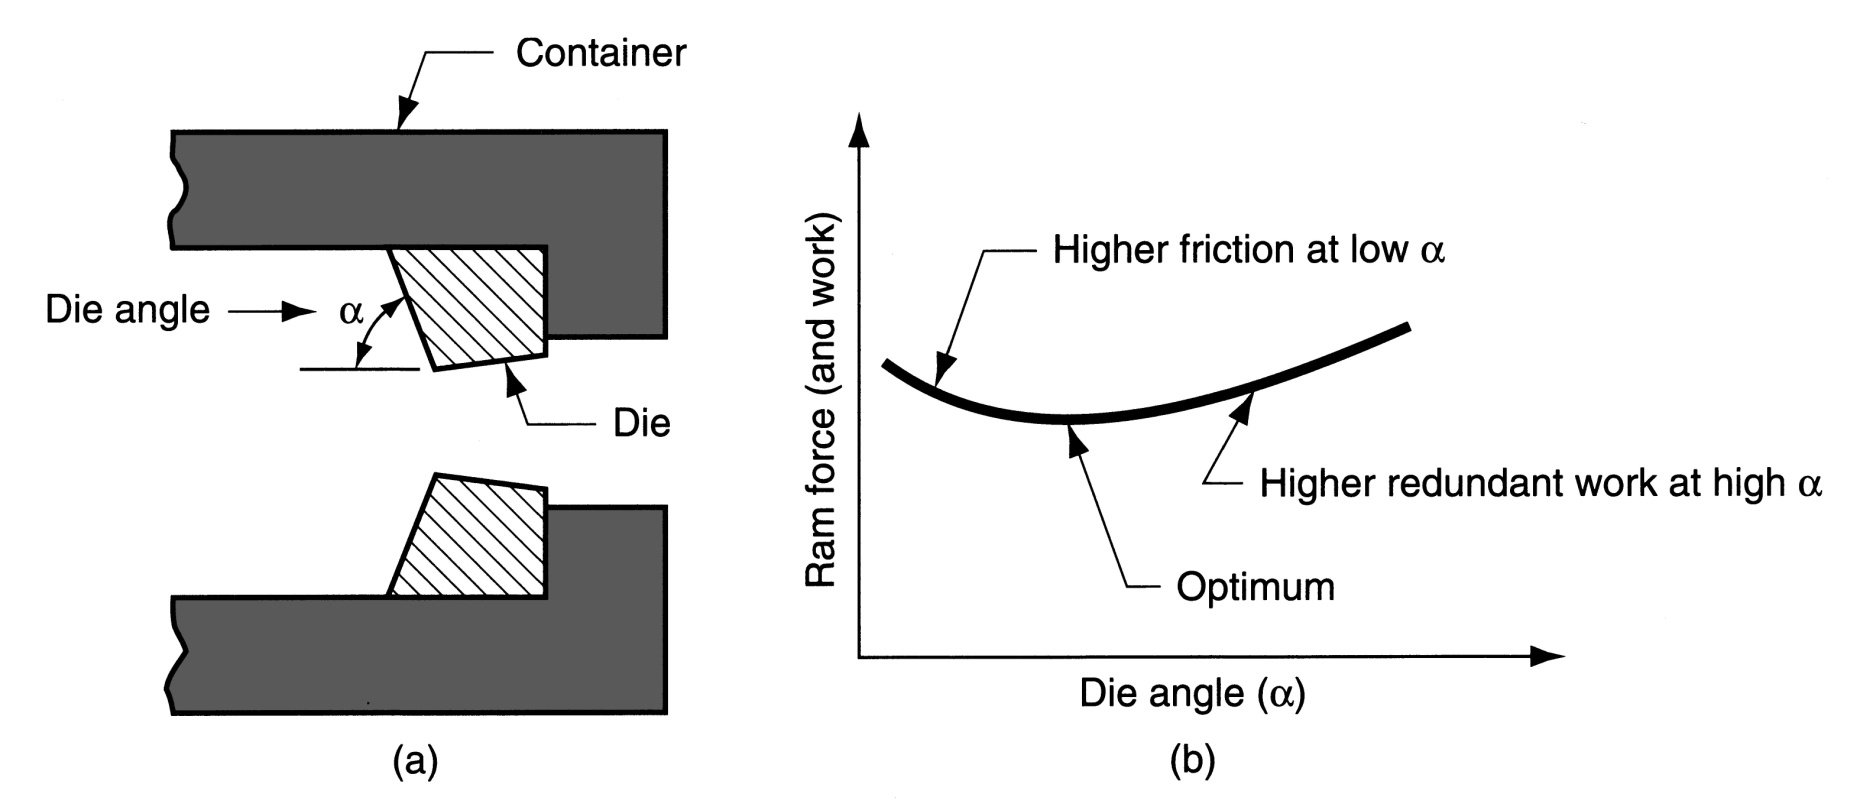 Container
Die angle
α
Die
(a)
Ram force (and work)
Higher friction at low α
Higher redundant work at high α
Optimum
Die angle (α)
(b)